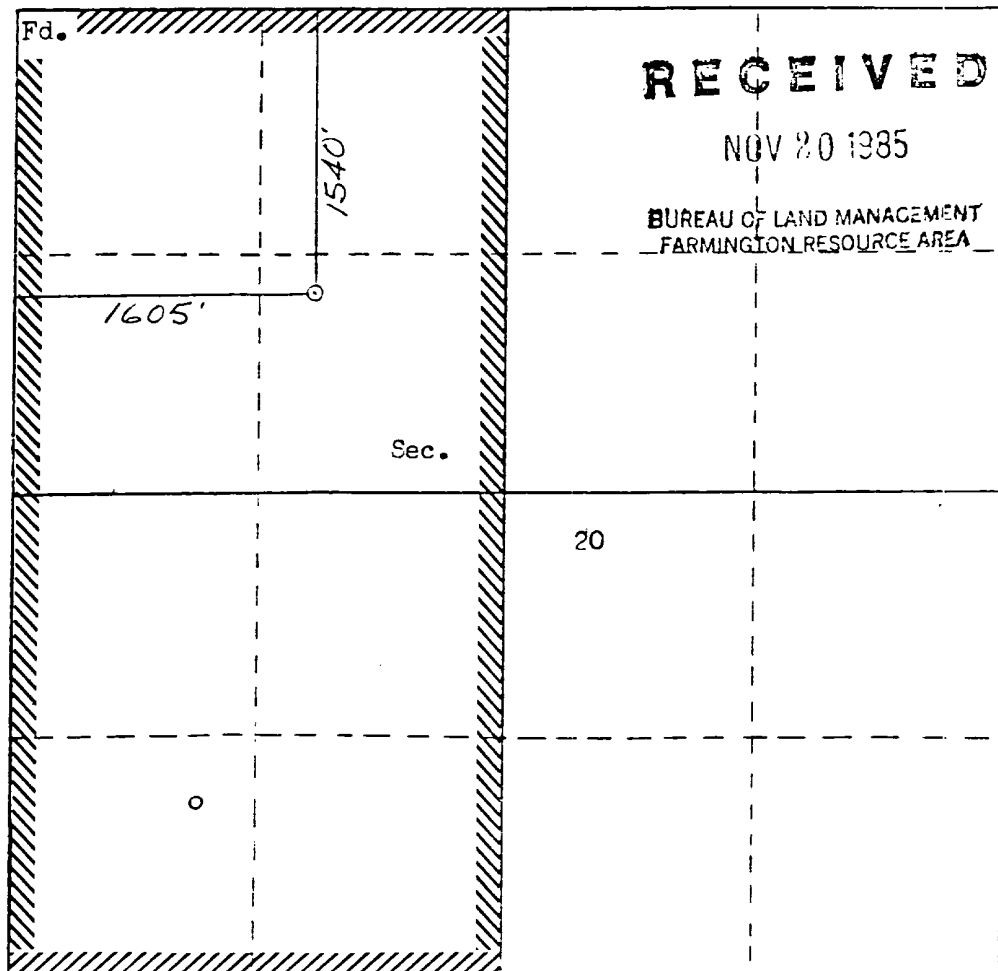 Fd.
RECEIVED
NOV 20 1985
BUREAU OF LAND MANAGEMENT
FARMINGTON RESOURCE AREA
1540'
1605'
Sec.
20